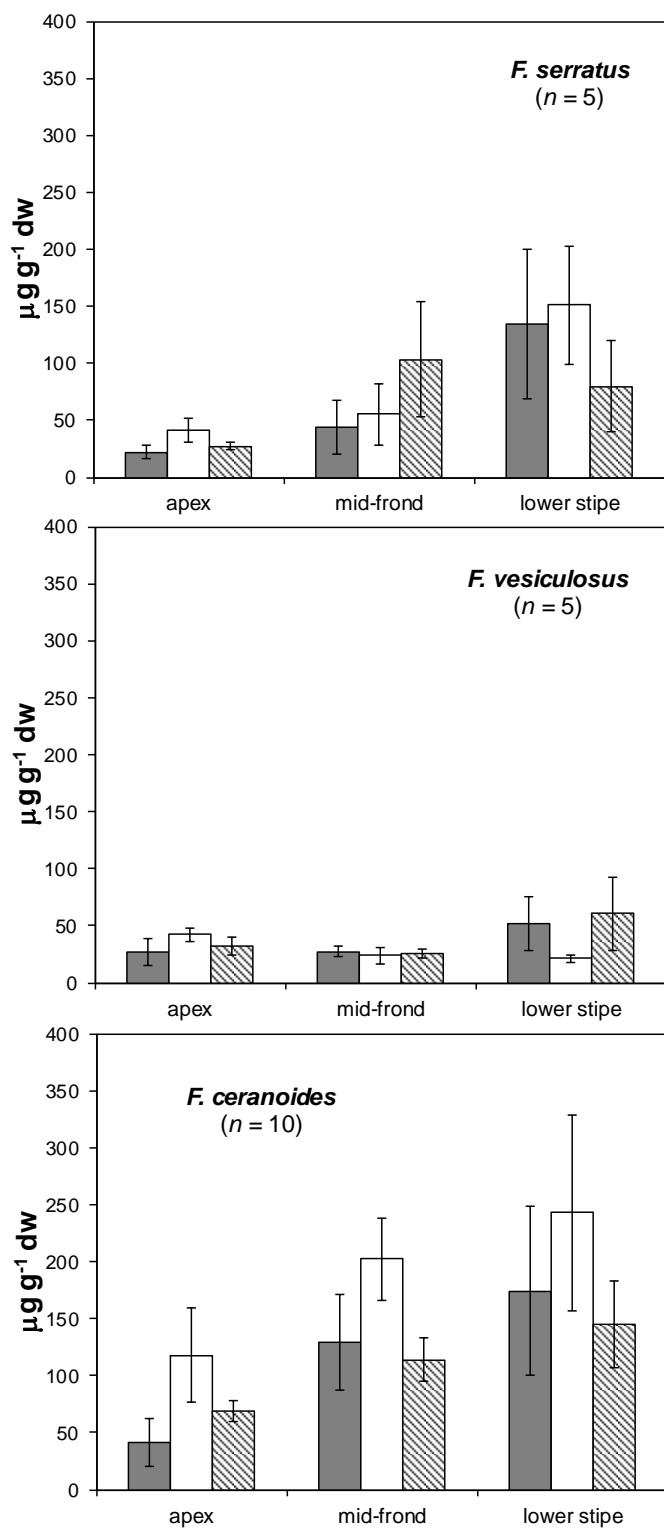 400
350
300
250
200
150
100
50
0
µg g⁻¹ dw
F. serratus
(n = 5)
apex mid-frond lower stipe
400
350
300
250
200
150
100
50
0
µg g⁻¹ dw
F. vesiculosus
(n = 5)
apex mid-frond lower stipe
400
350
300
250
200
150
100
50
0
µg g⁻¹ dw
F. ceranoides
(n = 10)
apex mid-frond lower stipe